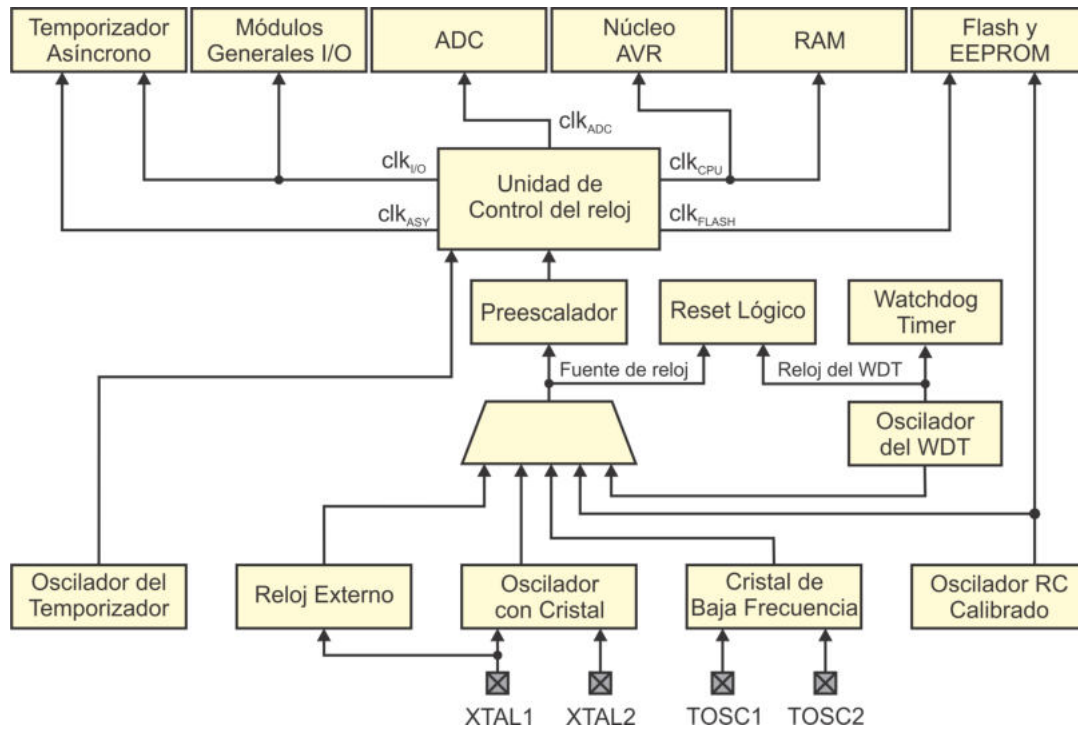 Temporizador
Asíncrono
Módulos
Generales I/O
ADC
Núcleo
AVR
RAM
Flash y
EEPROM
clkADC
clkI/O
clkCPU
Unidad de
Control del reloj
clkASY
clkFLASH
Preescalador
Reset Lógico
Watchdog
Timer
Fuente de reloj
Reloj del WDT
Oscilador
del WDT
Oscilador del
Temporizador
Reloj Externo
Oscilador
con Cristal
Cristal de
Baja Frecuencia
Oscilador RC
Calibrado
XTAL1
XTAL2
TOSC1
TOSC2